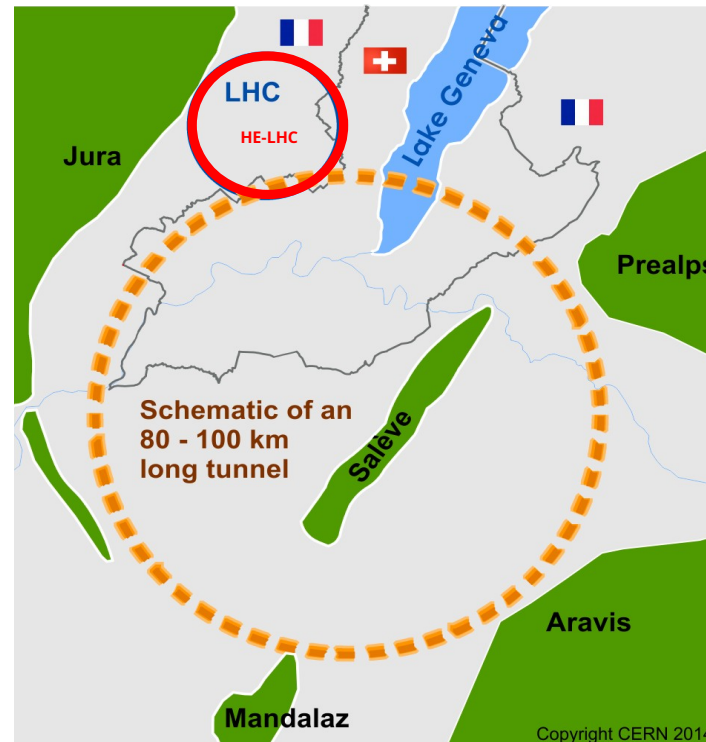 LHC
HE-LHC
Lake Geneva
Jura
Prealps
Schematic of an
80 - 100 km
long tunnel
Salève
Aravis
Mandalaz
Copyright CERN 2014